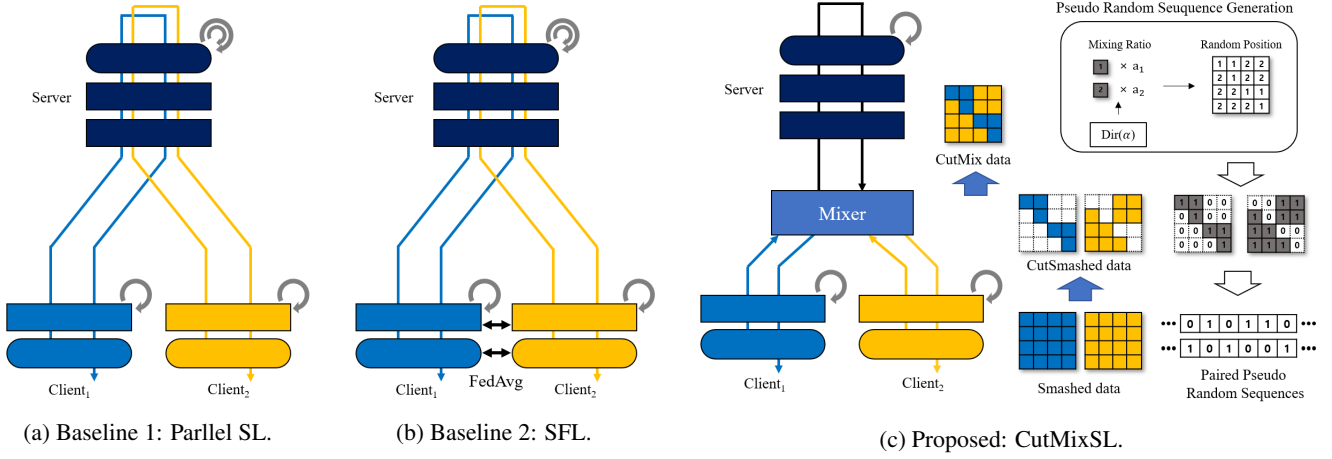 Server
Client1
Client2
(a) Baseline 1: Parllel SL.
Server
Client1
FedAvg
Client2
(b) Baseline 2: SFL.
Server
Mixer
Client1
Client2
CutMix data
CutSmashed data
Smashed data
Pseudo Random Seuquence Generation
Mixing Ratio
1 × a1
2 × a2
Dir(α)
Random Position
1 1 2 2
2 1 2 2
2 2 1 1
2 2 2 1
1 1 0 0
0 1 0 0
0 0 1 1
0 0 0 1
0 0 1 1
1 0 1 1
1 1 0 0
1 1 1 0
••• 0 1 0 1 1 0 •••
••• 1 0 1 0 0 1 •••
Paired Pseudo
Random Sequences
(c) Proposed: CutMixSL.